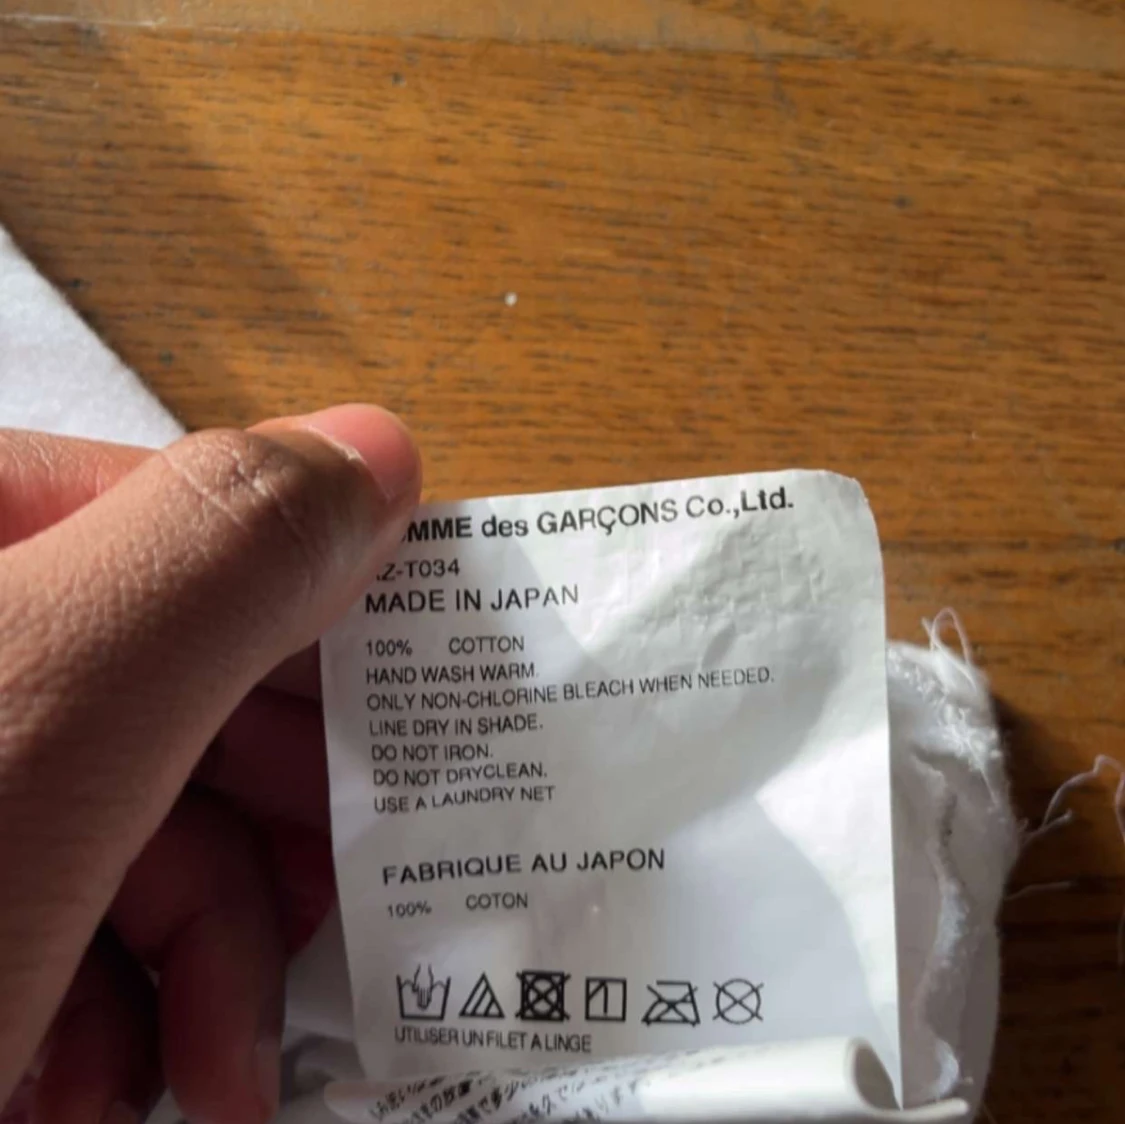 des GARÇONS Co.,Ltd.
MADE IN JAPAN
100% COTTON
HAND WASH WARM.
ONLY NON-CHLORINE BLEACH WHEN NEEDED.
LINE DRY IN SHADE.
DO NOT IRON.
DO NOT DRYCLEAN.
USE A LAUNDRY NET
FABRIQUE AU JAPON
100% COTON
UTILISER UN FILET A LINGE